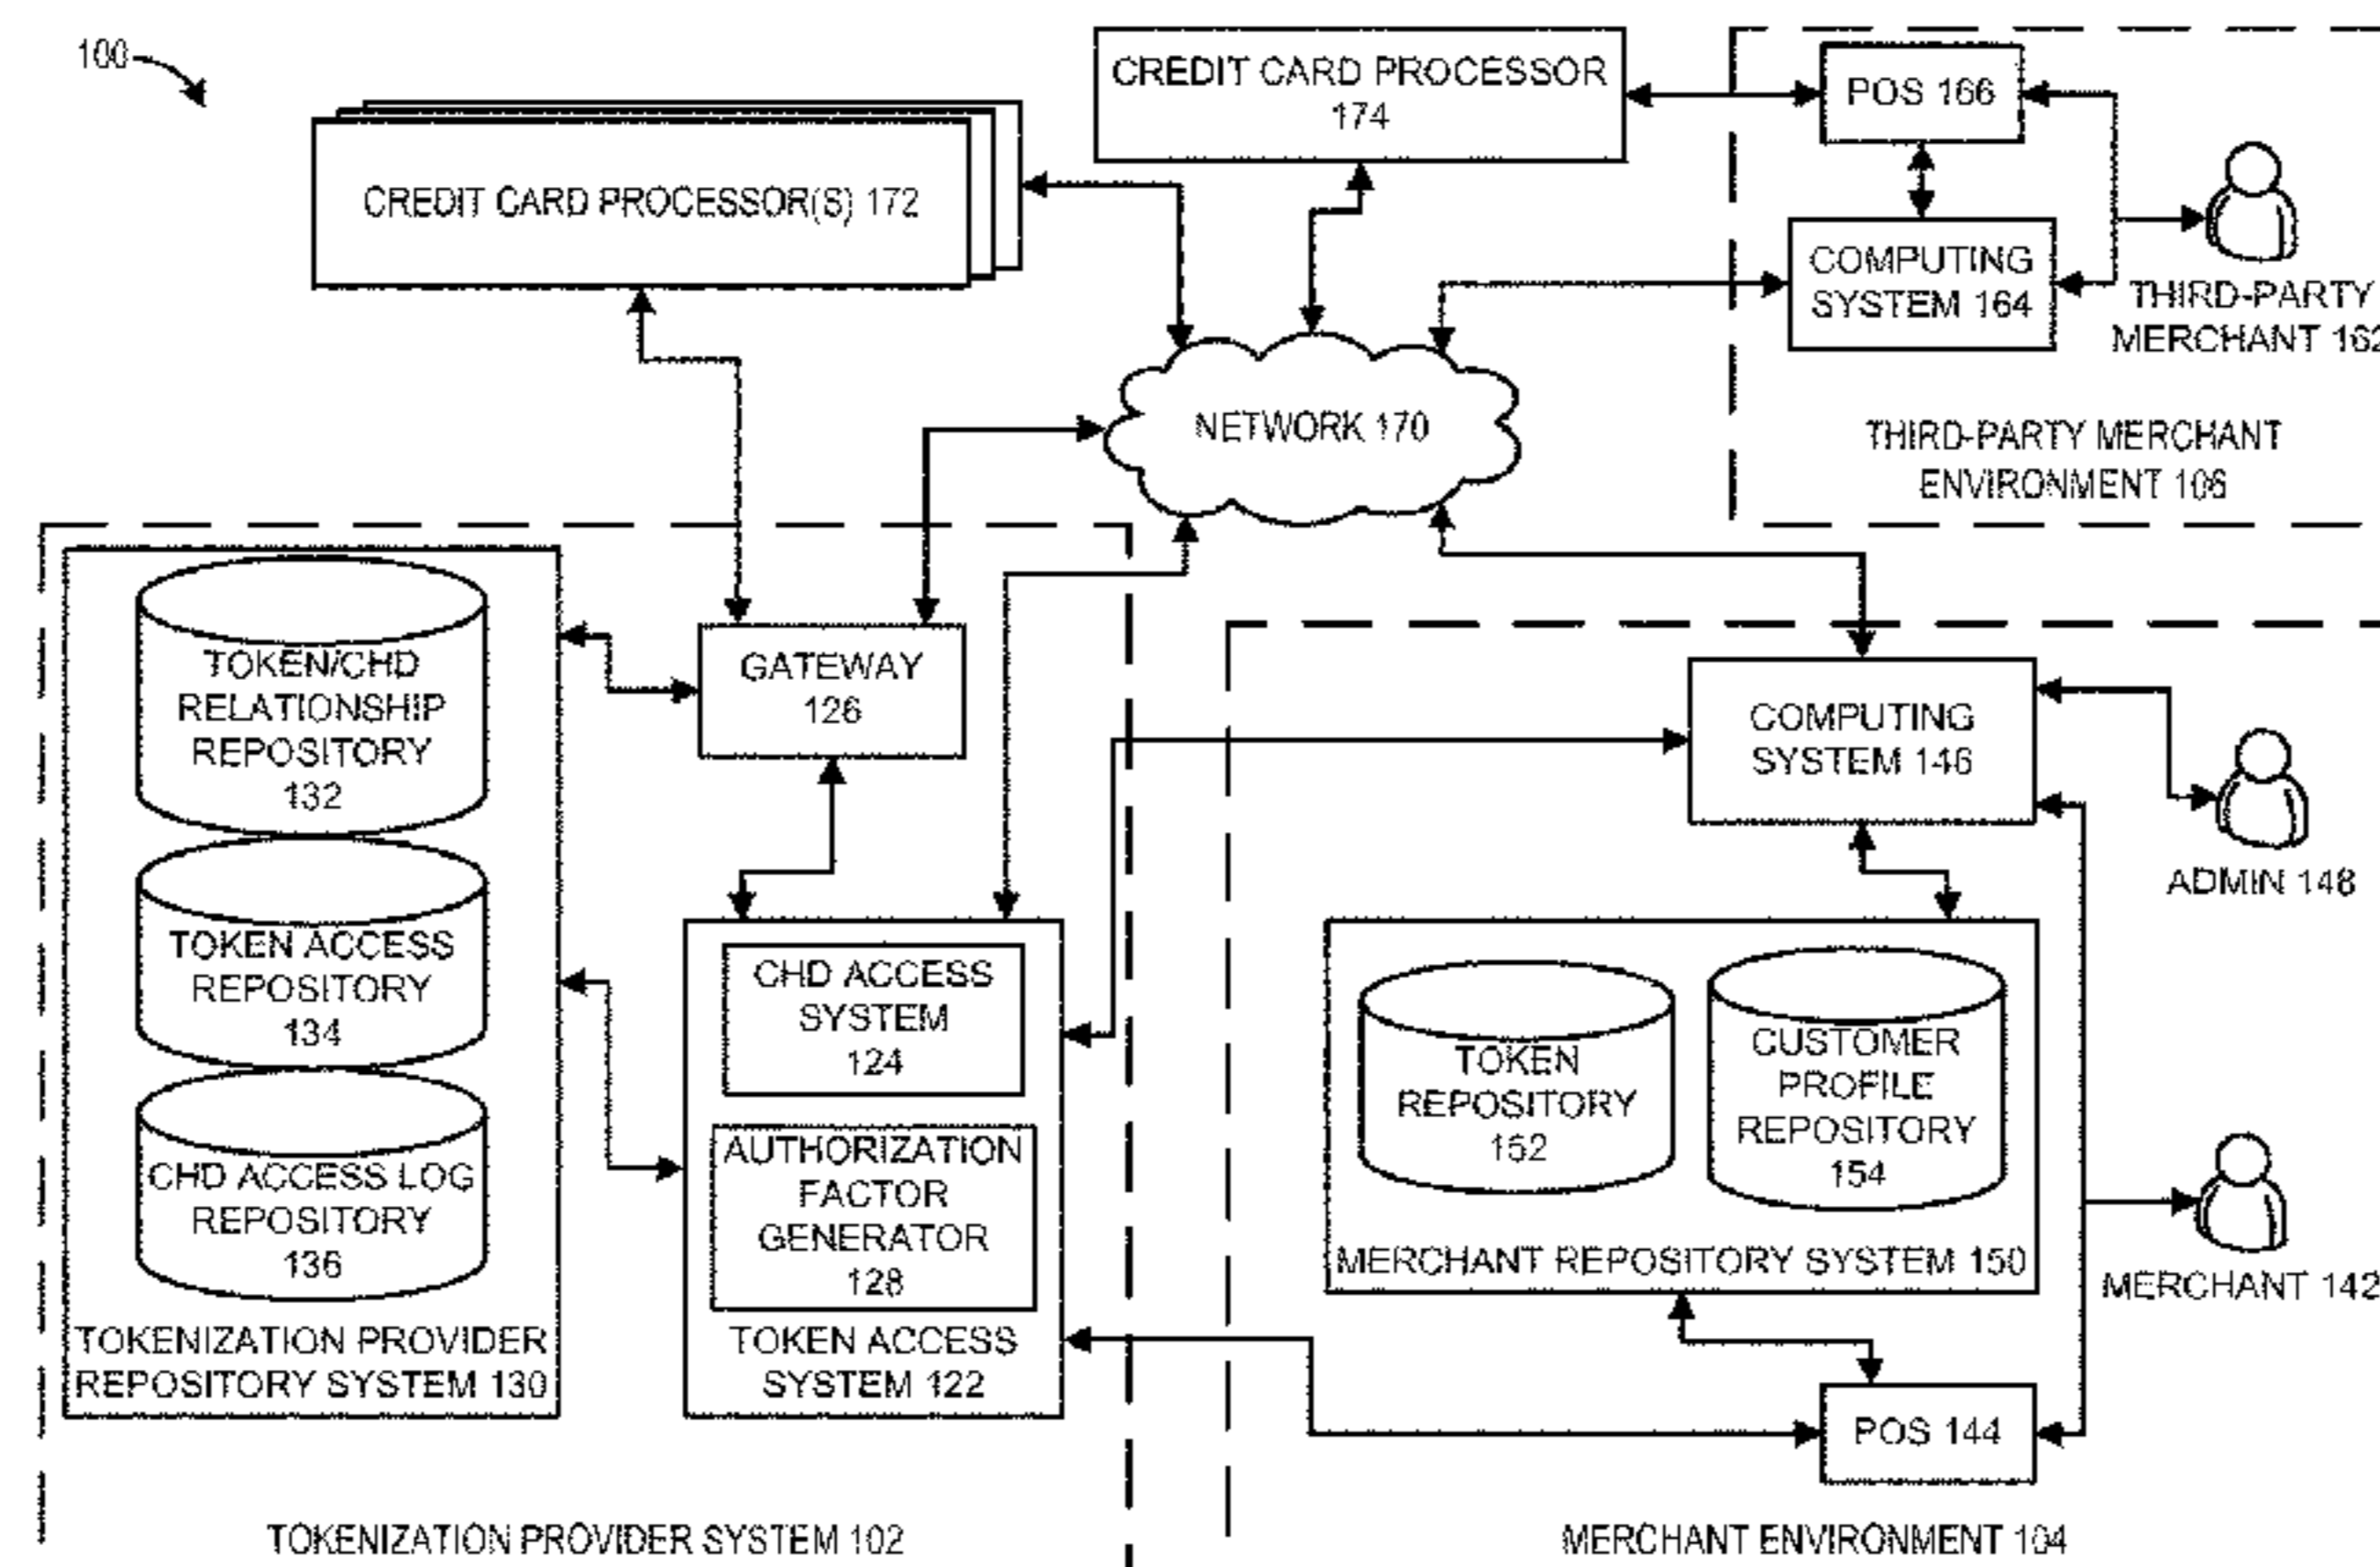 100
CREDIT CARD PROCESSOR
174
POS 166
CREDIT CARD PROCESSOR(S) 172
COMPUTING
SYSTEM 164
THIRD-PARTY
MERCHANT 162
NETWORK 170
THIRD-PARTY MERCHANT
ENVIRONMENT 106
TOKEN/CHD
RELATIONSHIP
REPOSITORY
132
GATEWAY
126
COMPUTING
SYSTEM 146
ADMIN 148
TOKEN ACCESS
REPOSITORY
134
CHD ACCESS
SYSTEM
124
TOKEN
REPOSITORY
152
CUSTOMER
PROFILE
REPOSITORY
154
CHD ACCESS LOG
REPOSITORY
136
AUTHORIZATION
FACTOR
GENERATOR
128
MERCHANT REPOSITORY SYSTEM 150
MERCHANT 142
TOKENIZATION PROVIDER
REPOSITORY SYSTEM 130
TOKEN ACCESS
SYSTEM 122
POS 144
TOKENIZATION PROVIDER SYSTEM 102
MERCHANT ENVIRONMENT 104